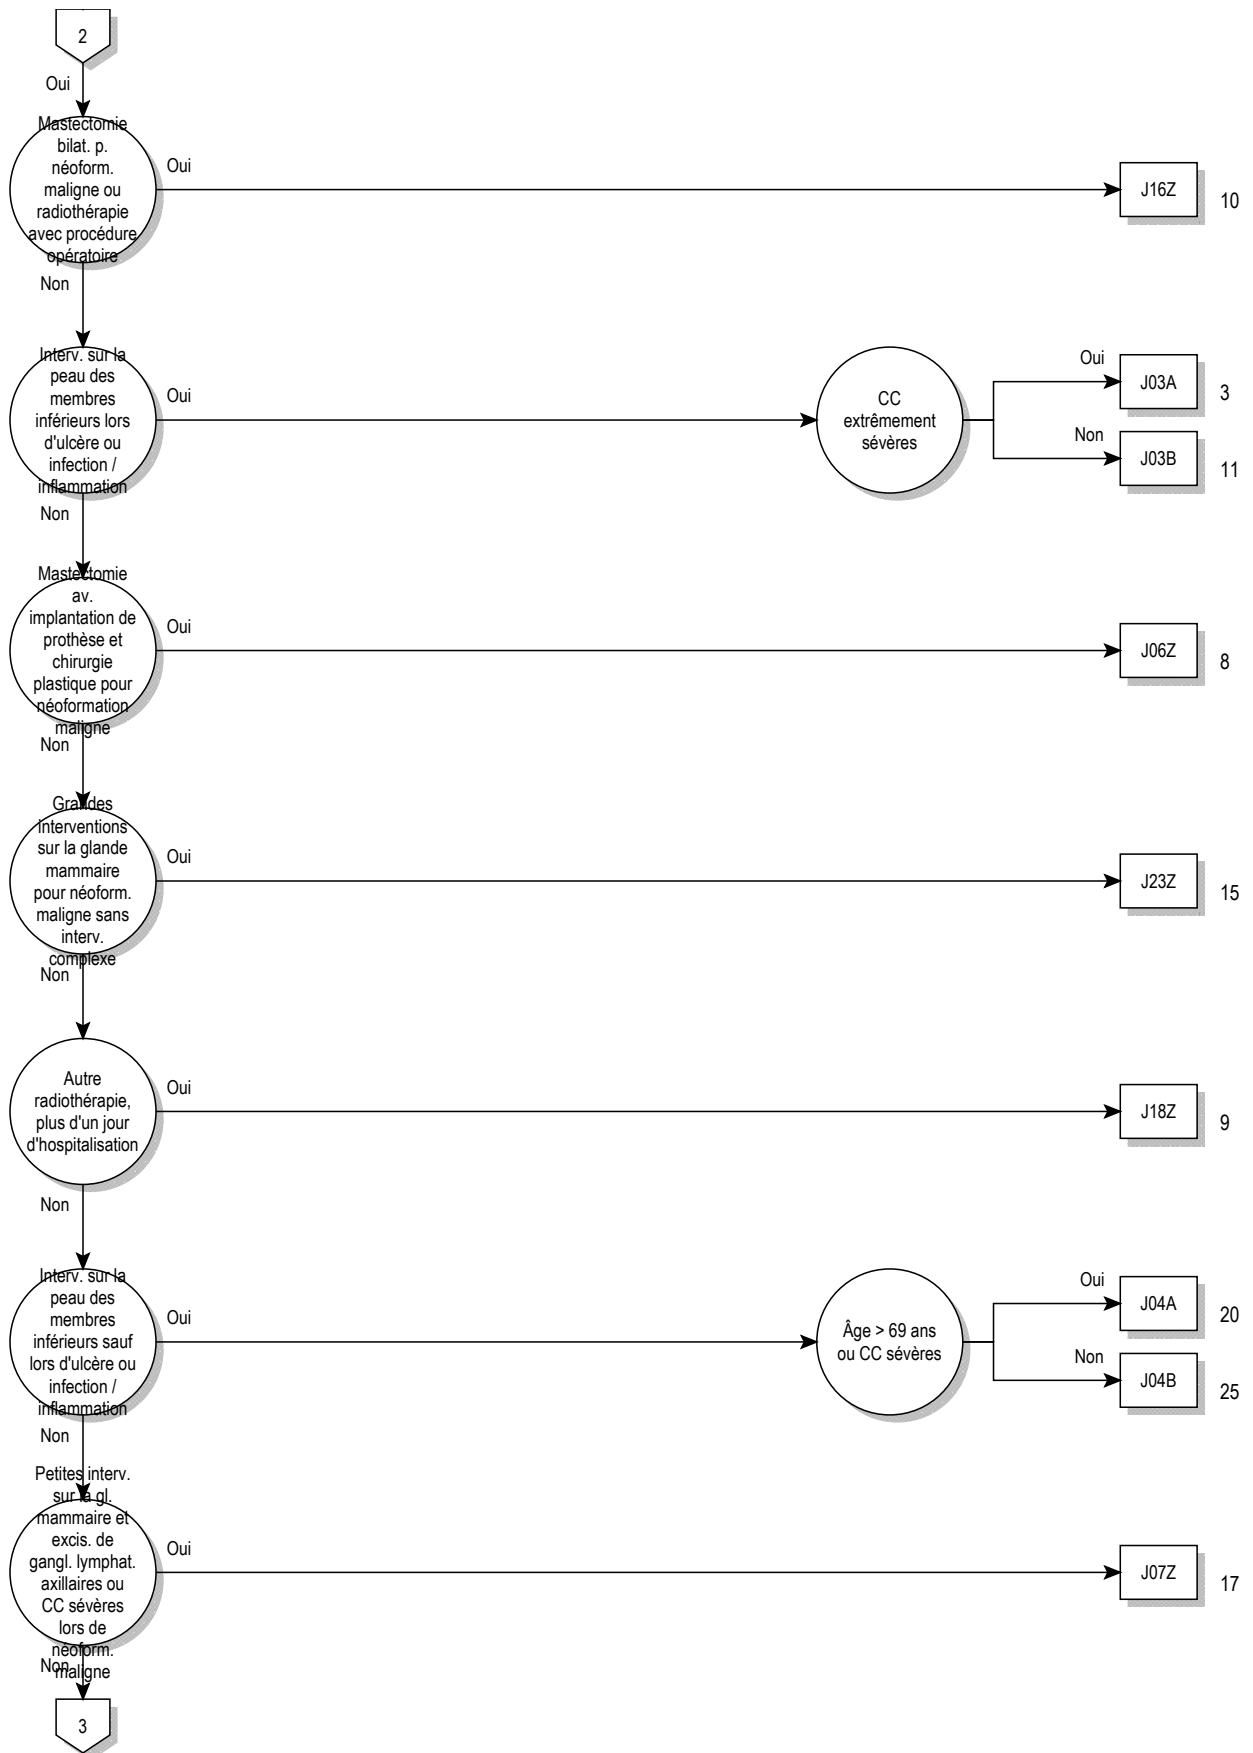 2
Oui
Mastectomie
bilat. p.
néoform.
maligne ou
radiothérapie
avec procédure
opératoire
Oui
J16Z
10
Non
Interv. sur la
peau des
membres
inférieurs lors
d'ulcère ou
infection /
inflammation
Oui
CC
extrêmement
sévères
Oui
J03A
3
Non
J03B
11
Non
Mastectomie
av.
implantation de
prothèse et
chirurgie
plastique pour
néoformation
maligne
Oui
J06Z
8
Non
Grandes
interventions
sur la glande
mammaire
pour néoform.
maligne sans
interv.
complexe
Oui
J23Z
15
Non
Autre
radiothérapie,
plus d'un jour
d'hospitalisation
Oui
J18Z
9
Non
Interv. sur la
peau des
membres
inférieurs sauf
lors d'ulcère ou
infection /
inflammation
Oui
Âge > 69 ans
ou CC sévères
Oui
J04A
20
Non
J04B
25
Non
Petites interv.
sur la gl.
mammaire et
excis. de
gangl. lymphat.
axillaires ou
CC sévères
lors de
néoform.
maligne
Oui
J07Z
17
Non
3